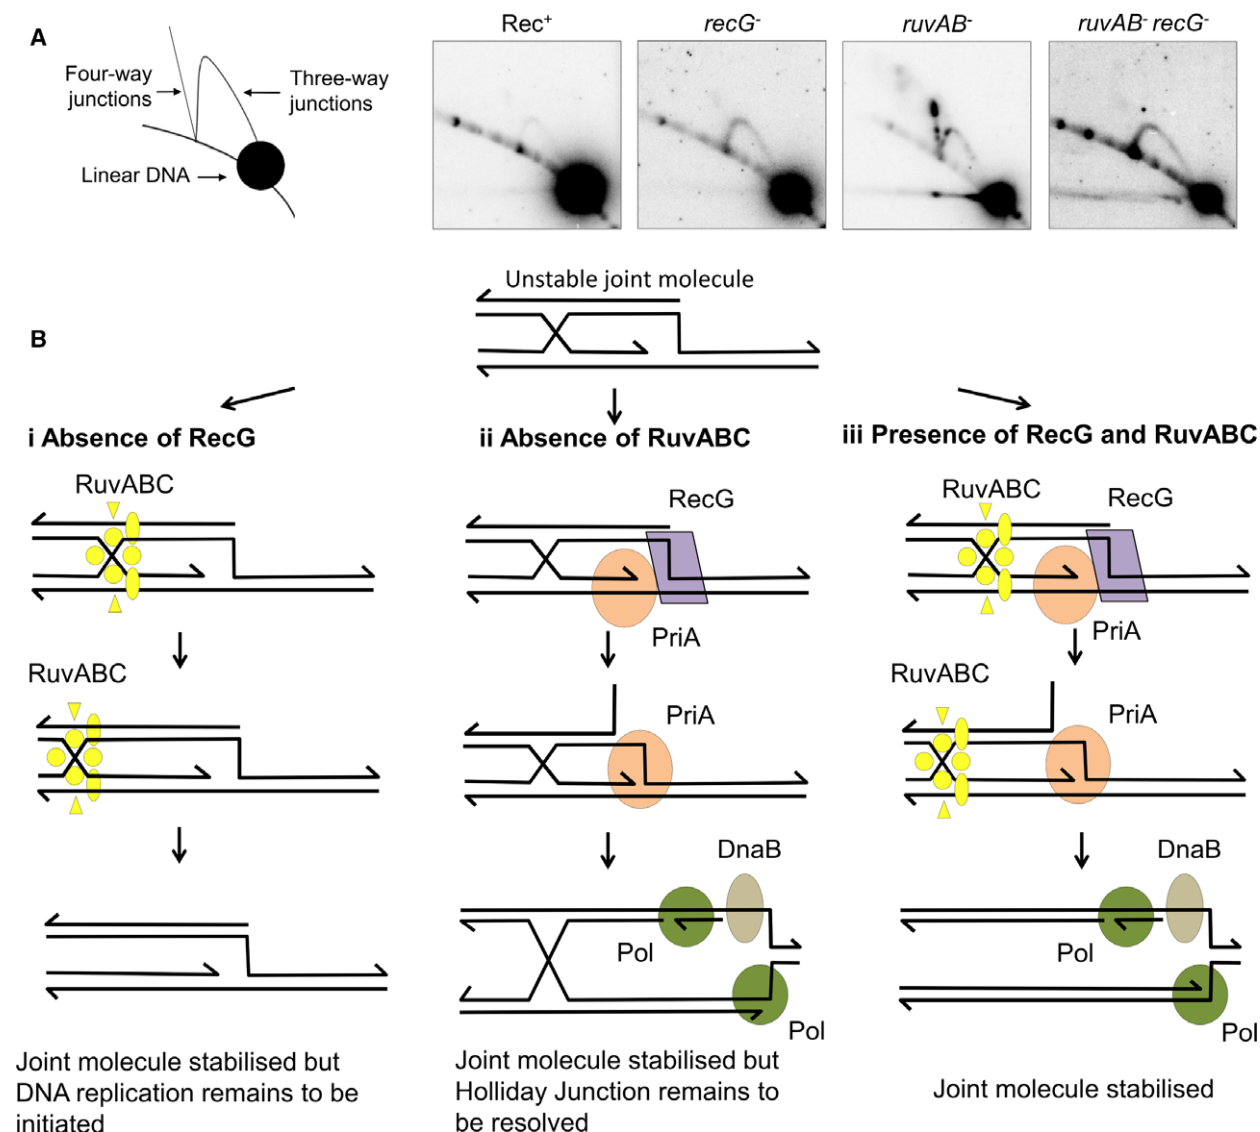 A
Four-way
junctions
Three-way
junctions
Linear DNA
Rec⁺
recG⁻
ruvAB⁻
ruvAB⁻ recG⁻
B
Unstable joint molecule
i Absence of RecG
RuvABC
RuvABC
Joint molecule stabilised but
DNA replication remains to be
initiated
ii Absence of RuvABC
RecG
PriA
PriA
DnaB
Pol
Pol
Joint molecule stabilised but
Holliday Junction remains to
be resolved
iii Presence of RecG and RuvABC
RuvABC
RecG
PriA
RuvABC
PriA
DnaB
Pol
Pol
Joint molecule stabilised